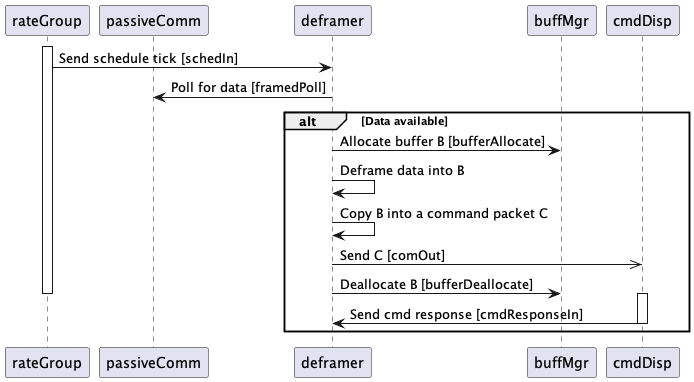 rateGroup passiveComm deframer buffMgr cmdDisp
Send schedule tick [schedIn]
Poll for data [framedPoll]
alt [Data available]
Allocate buffer B [bufferAllocate]
Deframe data into B
Copy B into a command packet C
Send C [comOut]
Deallocate B [bufferDeallocate]
Send cmd response [cmdResponseIn]
rateGroup passiveComm deframer buffMgr cmdDisp